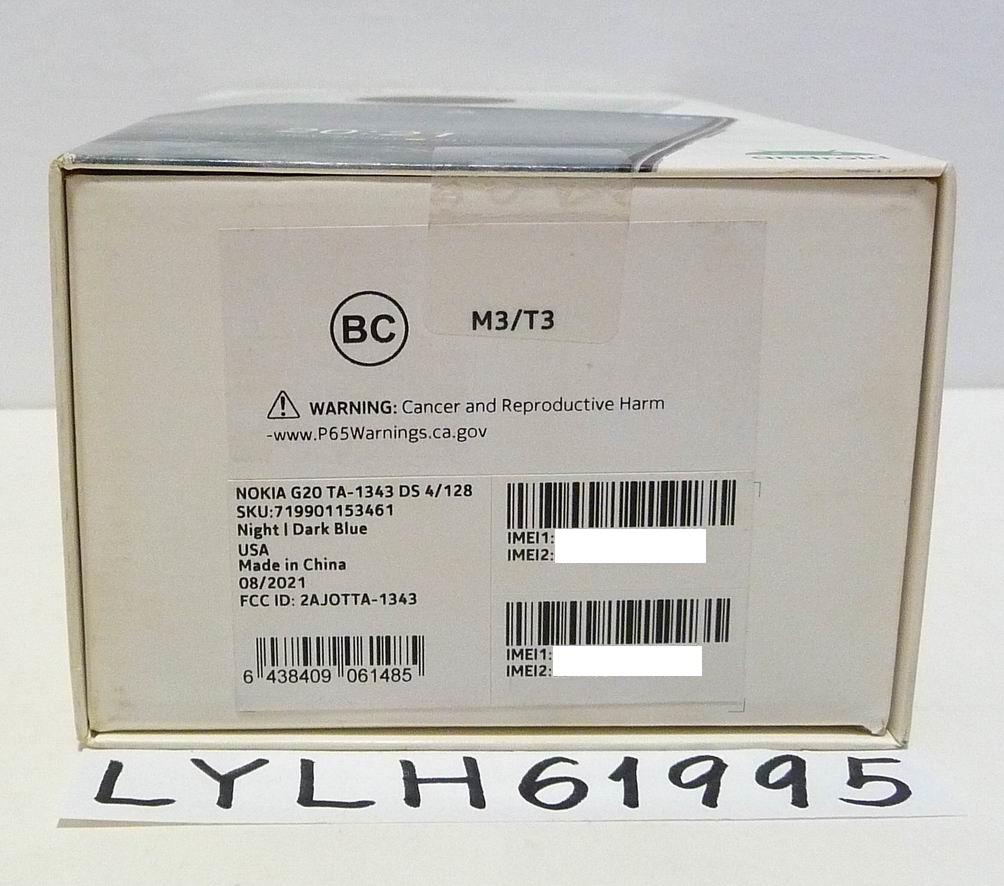 android
BC
M3/T3
WARNING: Cancer and Reproductive Harm
-www.P65Warnings.ca.gov
NOKIA G20 TA-1343 DS 4/128
SKU:719901153461
Night | Dark Blue
USA
Made in China
08/2021
FCC ID: 2AJOTTA-1343
6 438409 061485
IMEI1:
IMEI2:
IMEI1:
IMEI2:
LYLH61995